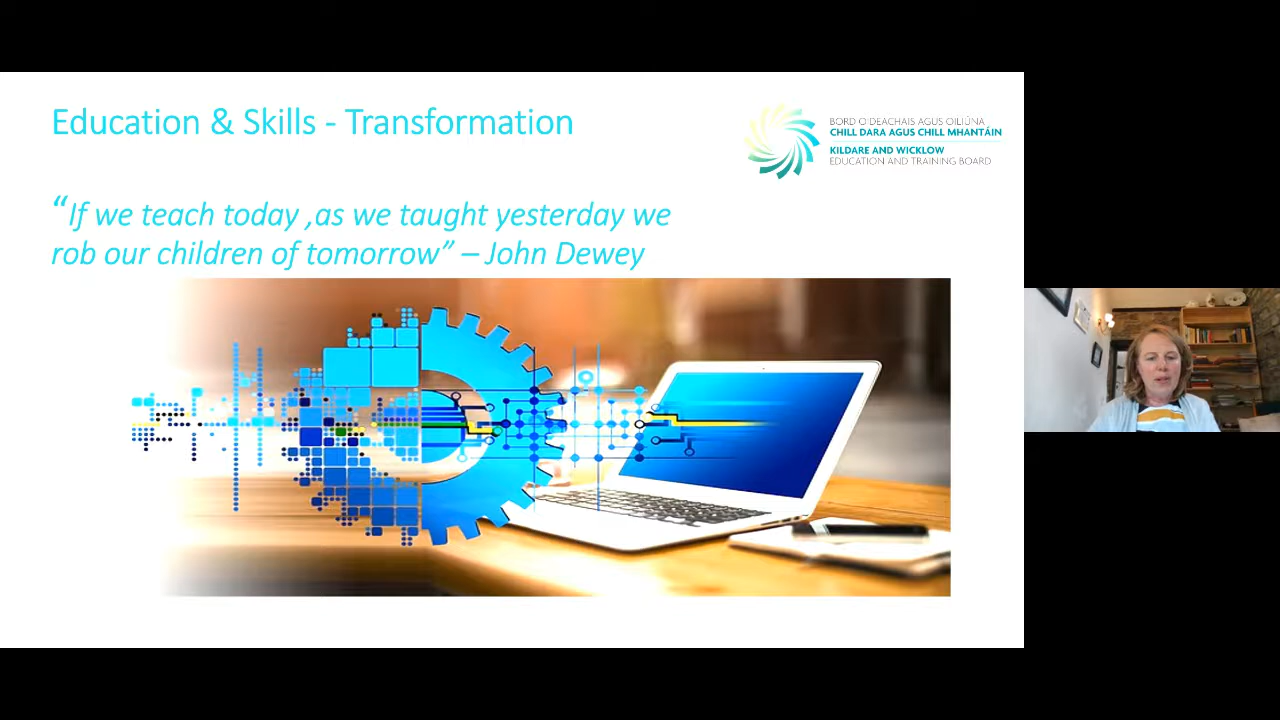 Education & Skills - Transformation
BORD OIDEACHAIS AGUS OILIÚNA
CHILL DARA AGUS CHILL MHANTÁIN
KILDARE AND WICKLOW
EDUCATION AND TRAINING BOARD
“If we teach today ,as we taught yesterday we
rob our children of tomorrow” – John Dewey